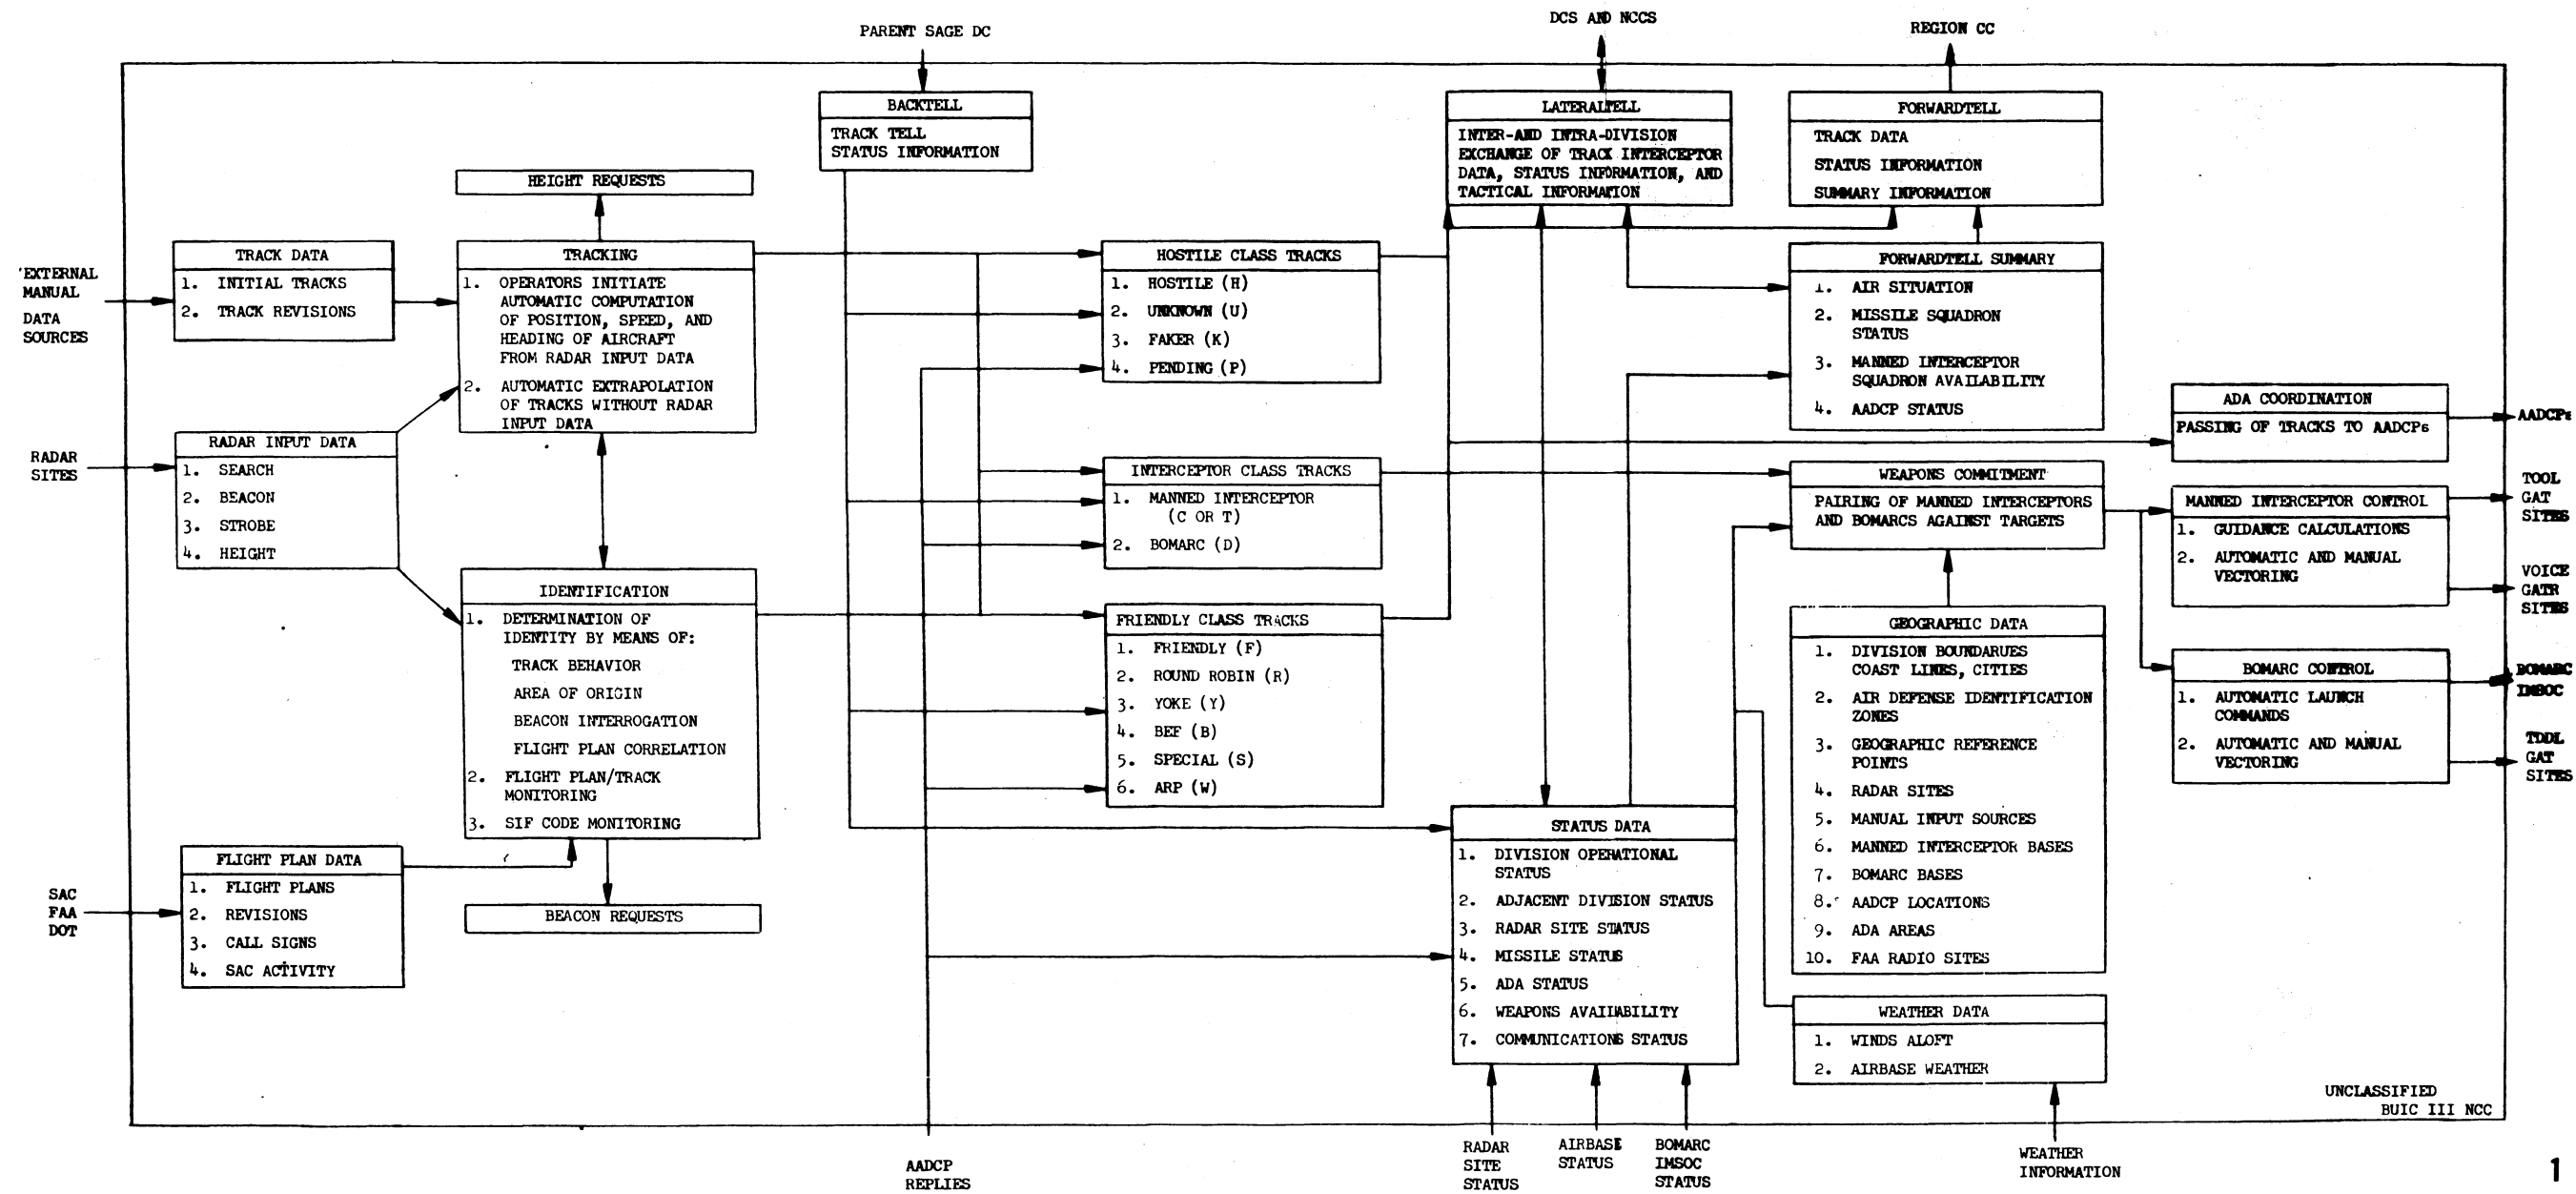 PARENT SAGE DC
DCS AND NCCS
REGION CC
BACKTELL
TRACK TELL
STATUS INFORMATION
LATERALTELL
INTER-AND INTRA-DIVISION
EXCHANGE OF TRACK INTERCEPTOR
DATA, STATUS INFORMATION, AND
TACTICAL INFORMATION
FORWARDTELL
TRACK DATA
STATUS INFORMATION
SUMMARY INFORMATION
HEIGHT REQUESTS
EXTERNAL
MANUAL
DATA
SOURCES
TRACK DATA
1. INITIAL TRACKS
2. TRACK REVISIONS
TRACKING
1. OPERATORS INITIATE
AUTOMATIC COMPUTATION
OF POSITION, SPEED, AND
HEADING OF AIRCRAFT
FROM RADAR INPUT DATA
2. AUTOMATIC EXTRAPOLATION
OF TRACKS WITHOUT RADAR
INPUT DATA
HOSTILE CLASS TRACKS
1. HOSTILE (H)
2. UNKNOWN (U)
3. FAKER (K)
4. PENDING (P)
FORWARDTELL SUMMARY
1. AIR SITUATION
2. MISSILE SQUADRON
STATUS
3. MANNED INTERCEPTOR
SQUADRON AVAILABILITY
4. AADCP STATUS
ADA COORDINATION
PASSING OF TRACKS TO AADCPs
AADCPs
RADAR
SITES
RADAR INPUT DATA
1. SEARCH
2. BEACON
3. STROBE
4. HEIGHT
INTERCEPTOR CLASS TRACKS
1. MANNED INTERCEPTOR
(C OR T)
2. BOMARC (D)
WEAPONS COMMITMENT
PAIRING OF MANNED INTERCEPTORS
AND BOMARCS AGAINST TARGETS
MANNED INTERCEPTOR CONTROL
1. GUIDANCE CALCULATIONS
2. AUTOMATIC AND MANUAL
VECTORING
TOOL
GAT
SITES
VOICE
GATR
SITES
IDENTIFICATION
1. DETERMINATION OF
IDENTITY BY MEANS OF:
TRACK BEHAVIOR
AREA OF ORIGIN
BEACON INTERROGATION
FLIGHT PLAN CORRELATION
2. FLIGHT PLAN/TRACK
MONITORING
3. SIF CODE MONITORING
FRIENDLY CLASS TRACKS
1. FRIENDLY (F)
2. ROUND ROBIN (R)
3. YOKE (Y)
4. BEF (B)
5. SPECIAL (S)
6. ARP (W)
GEOGRAPHIC DATA
1. DIVISION BOUNDARUES
COAST LINES, CITIES
2. AIR DEFENSE IDENTIFICATION
ZONES
3. GEOGRAPHIC REFERENCE
POINTS
4. RADAR SITES
5. MANUAL INPUT SOURCES
6. MANNED INTERCEPTOR BASES
7. BOMARC BASES
8. AADCP LOCATIONS
9. ADA AREAS
10. FAA RADIO SITES
BOMARC CONTROL
1. AUTOMATIC LAUNCH
COMMANDS
2. AUTOMATIC AND MANUAL
VECTORING
BOMARC
IMSOC
TDDL
GAT
SITES
SAC
FAA
DOT
FLIGHT PLAN DATA
1. FLIGHT PLANS
2. REVISIONS
3. CALL SIGNS
4. SAC ACTIVITY
BEACON REQUESTS
STATUS DATA
1. DIVISION OPERATIONAL
STATUS
2. ADJACENT DIVISION STATUS
3. RADAR SITE STATUS
4. MISSILE STATUS
5. ADA STATUS
6. WEAPONS AVAILABILITY
7. COMMUNICATIONS STATUS
WEATHER DATA
1. WINDS ALOFT
2. AIRBASE WEATHER
UNCLASSIFIED
BUIC III NCC
AADCP
REPLIES
RADAR
SITE
STATUS
AIRBASE
STATUS
BOMARC
IMSOC
STATUS
WEATHER
INFORMATION
1